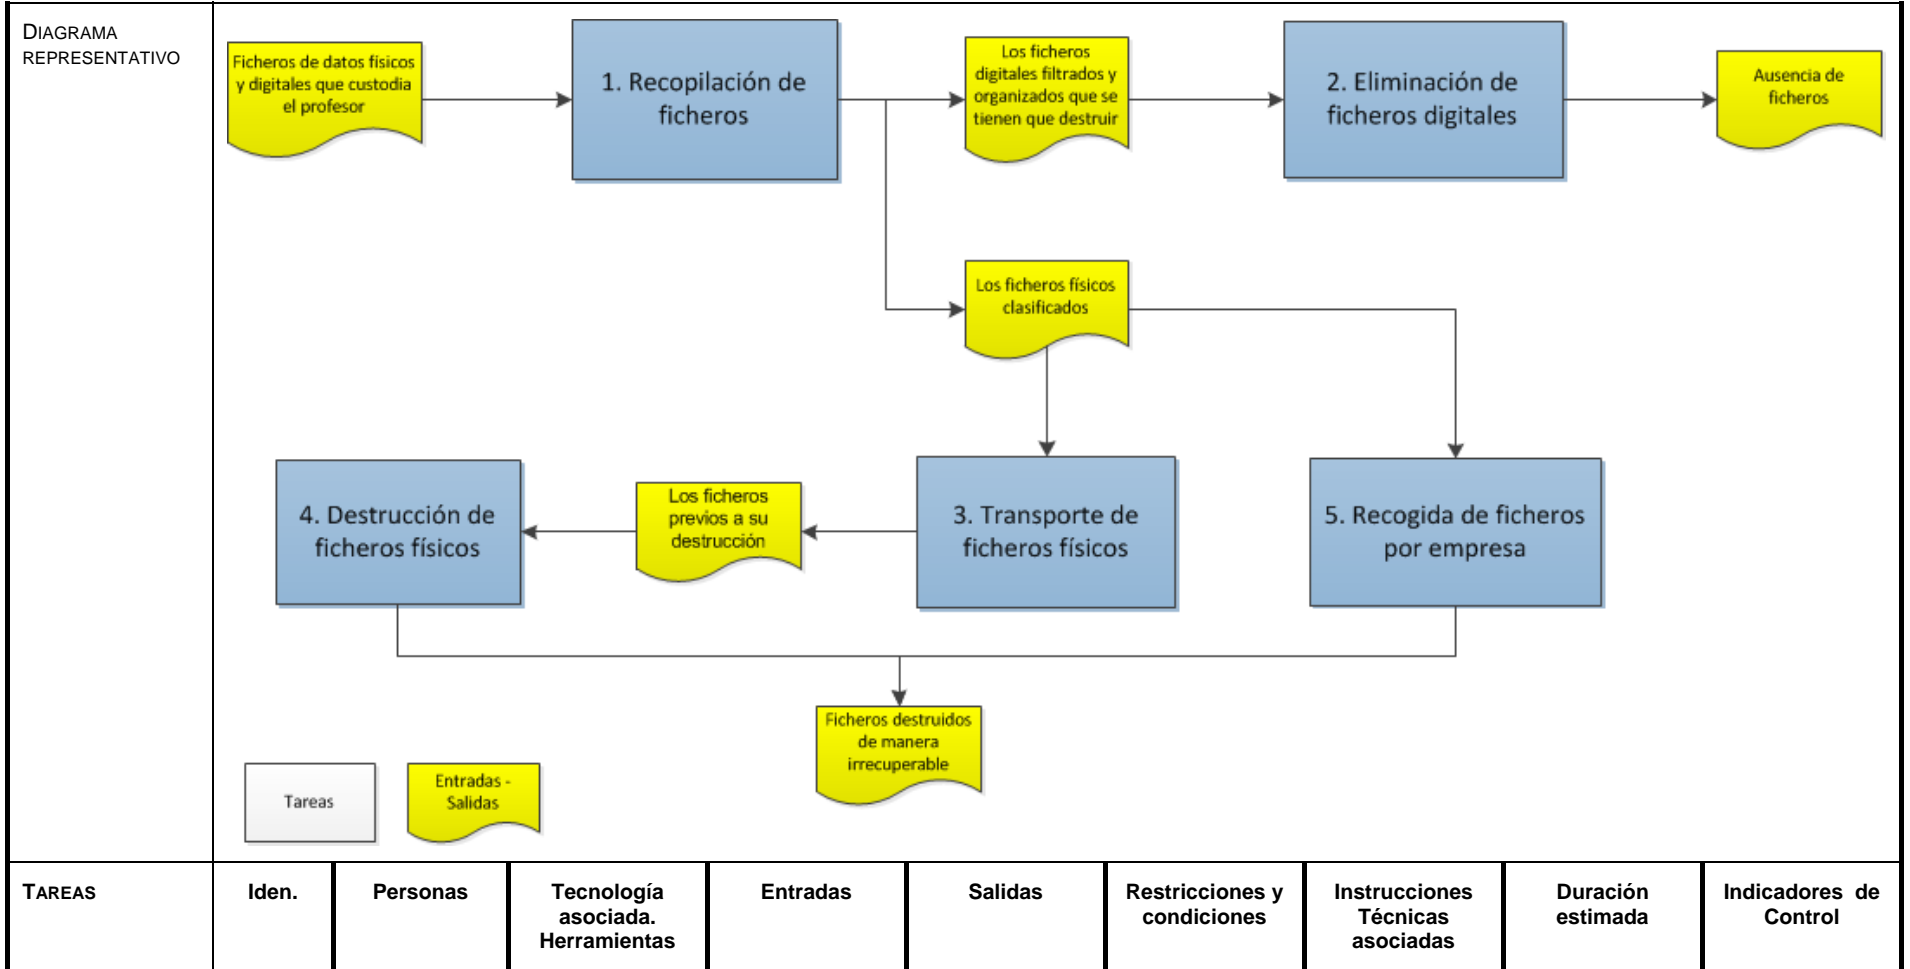 DIAGRAMA
REPRESENTATIVO
Ficheros de datos físicos
y digitales que custodia
el profesor
1. Recopilación de
ficheros
Los ficheros
digitales filtrados y
organizados que se
tienen que destruir
2. Eliminación de
ficheros digitales
Ausencia de
ficheros
Los ficheros físicos
clasificados
4. Destrucción de
ficheros físicos
Los ficheros
previos a su
destrucción
3. Transporte de
ficheros físicos
5. Recogida de ficheros
por empresa
Ficheros destruidos
de manera
irrecuperable
Tareas
Entradas -
Salidas
TAREAS
Iden.
Personas
Tecnología
asociada.
Herramientas
Entradas
Salidas
Restricciones y
condiciones
Instrucciones
Técnicas
asociadas
Duración
estimada
Indicadores de
Control